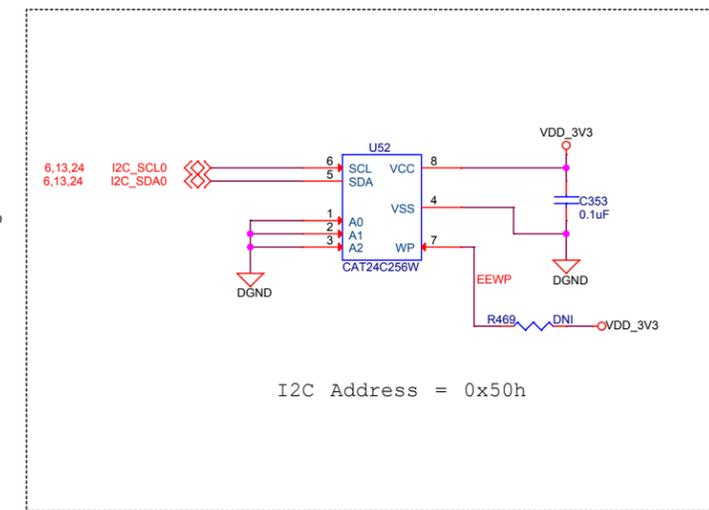 VDD_3V3
U52
6,13,24 I2C_SCL0 6 SCL VCC 8
6,13,24 I2C_SDA0 5 SDA
C353
0.1uF
VSS 4
1 A0
2 A1
3 A2 WP 7
CAT24C256W
DGND
DGND
EEWP
R469 DNI VDD_3V3
I2C Address = 0x50h